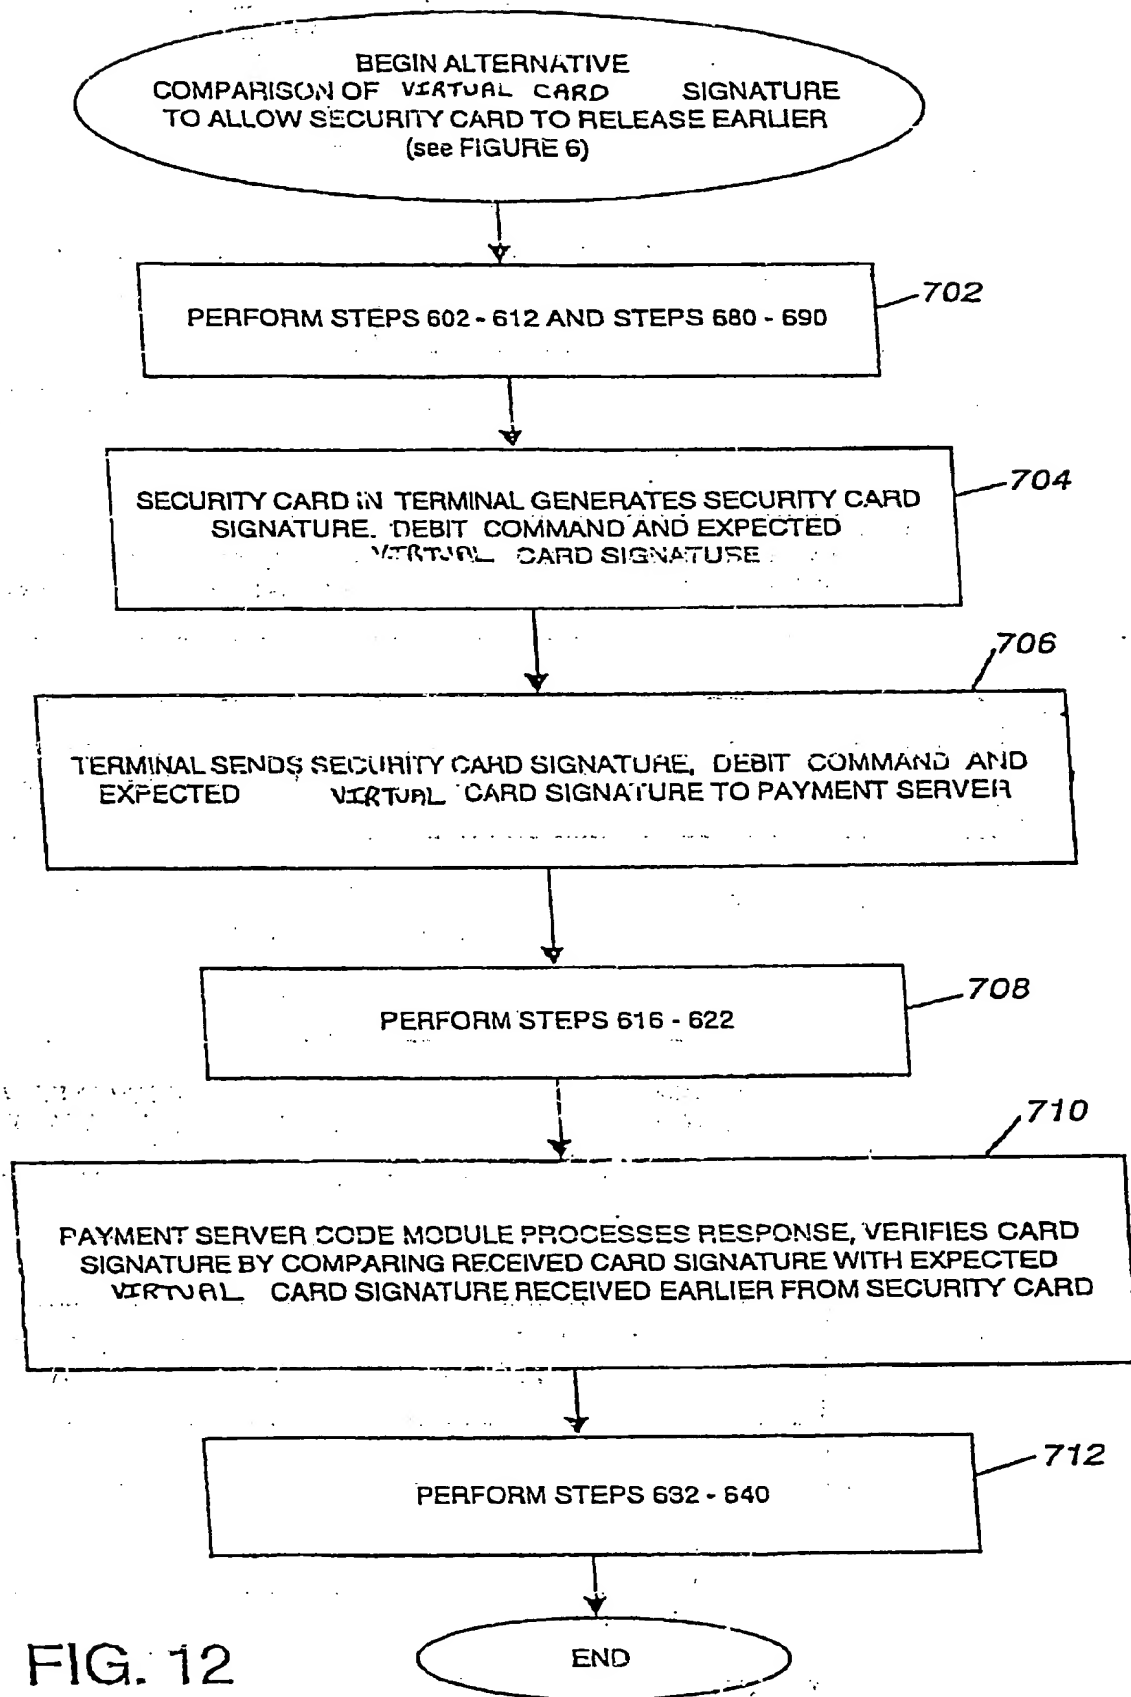 BEGIN ALTERNATIVE
COMPARISON OF VIRTUAL CARD SIGNATURE
TO ALLOW SECURITY CARD TO RELEASE EARLIER
(see FIGURE 6)
702
PERFORM STEPS 602 - 612 AND STEPS 680 - 690
704
SECURITY CARD IN TERMINAL GENERATES SECURITY CARD
SIGNATURE, DEBIT COMMAND AND EXPECTED
VIRTUAL CARD SIGNATURE
706
TERMINAL SENDS SECURITY CARD SIGNATURE, DEBIT COMMAND AND
EXPECTED VIRTUAL CARD SIGNATURE TO PAYMENT SERVER
708
PERFORM STEPS 616 - 622
710
PAYMENT SERVER CODE MODULE PROCESSES RESPONSE, VERIFIES CARD
SIGNATURE BY COMPARING RECEIVED CARD SIGNATURE WITH EXPECTED
VIRTUAL CARD SIGNATURE RECEIVED EARLIER FROM SECURITY CARD
712
PERFORM STEPS 632 - 640
END
FIG. 12